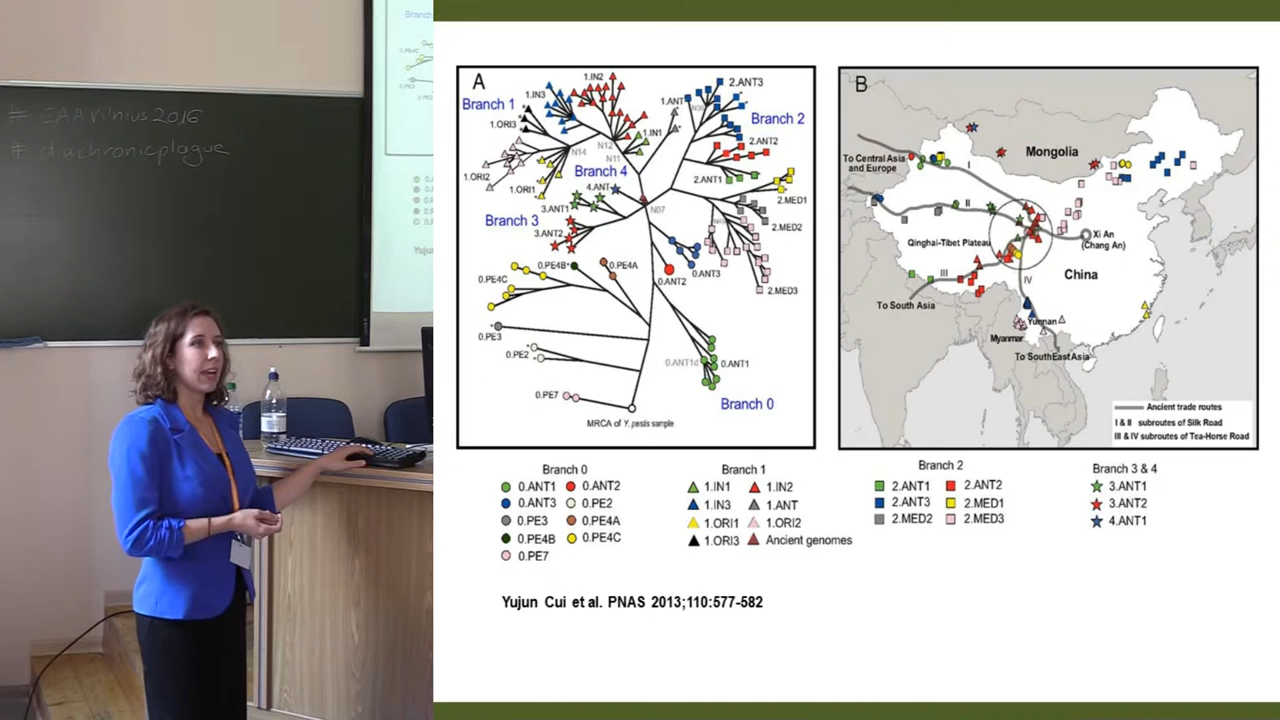 # EAAVilnius2016
# diachronicplague
A
1.IN2
1.IN3
Branch 1
1.ORI3
1.ANT
2.ANT3
Branch 2
N12
1.IN1
N14
N11
2.ANT2
1.ORI2
Branch 4
1.ORI1
4.ANT
2.ANT1
3.ANT1
2.MED1
Branch 3
N07
3.ANT2
2.MED2
0.PE4B
0.PE4A
0.ANT3
0.PE4C
0.ANT2
2.MED3
0.PE3
0.PE2
0.ANT1d
0.ANT1
0.PE7
Branch 0
MRCA of Y. pestis sample
B
Mongolia
To Central Asia
and Europe
I
II
Xi An
(Chang An)
Qinghai-Tibet Plateau
China
III
IV
To South Asia
Yunnan
Myanmar
To SouthEast Asia
Ancient trade routes
I & II subroutes of Silk Road
III & IV subroutes of Tea-Horse Road
Branch 0
0.ANT1 0.ANT2
0.ANT3 0.PE2
0.PE3 0.PE4A
0.PE4B 0.PE4C
0.PE7
Branch 1
1.IN1 1.IN2
1.IN3 1.ANT
1.ORI1 1.ORI2
1.ORI3 Ancient genomes
Branch 2
2.ANT1 2.ANT2
2.ANT3 2.MED1
2.MED2 2.MED3
Branch 3 & 4
3.ANT1
3.ANT2
4.ANT1
Yujun Cui et al. PNAS 2013;110:577-582